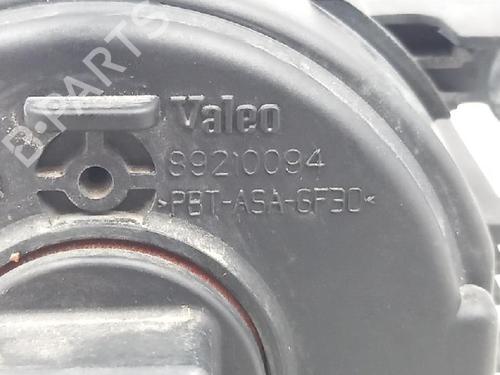 B-PARTS
Valeo
89210094
>PBT-ASA-GF30<